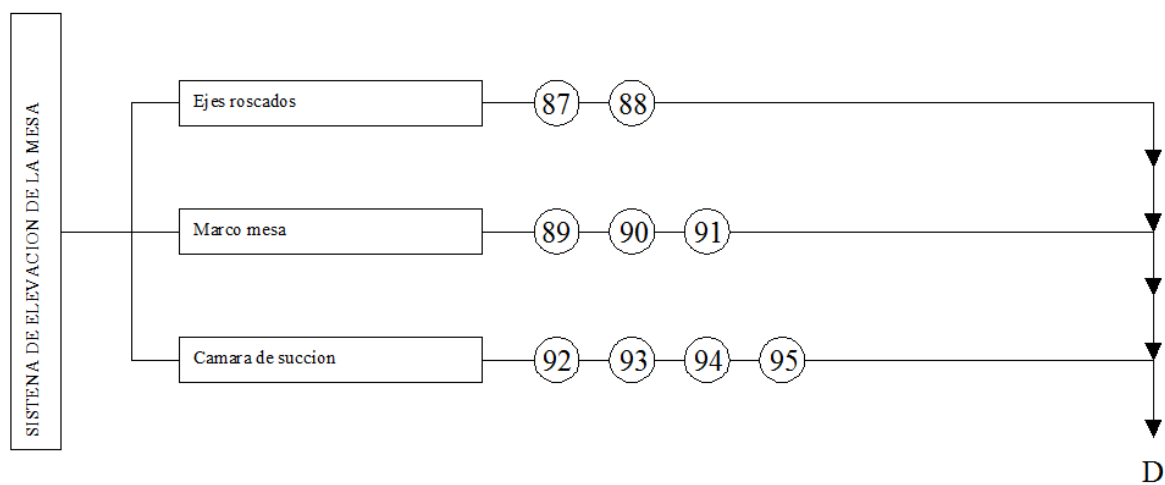 SISTENA DE ELEVACION DE LA MESA
Ejes roscados
87 88
Marco mesa
89 90 91
Camara de succion
92 93 94 95
D